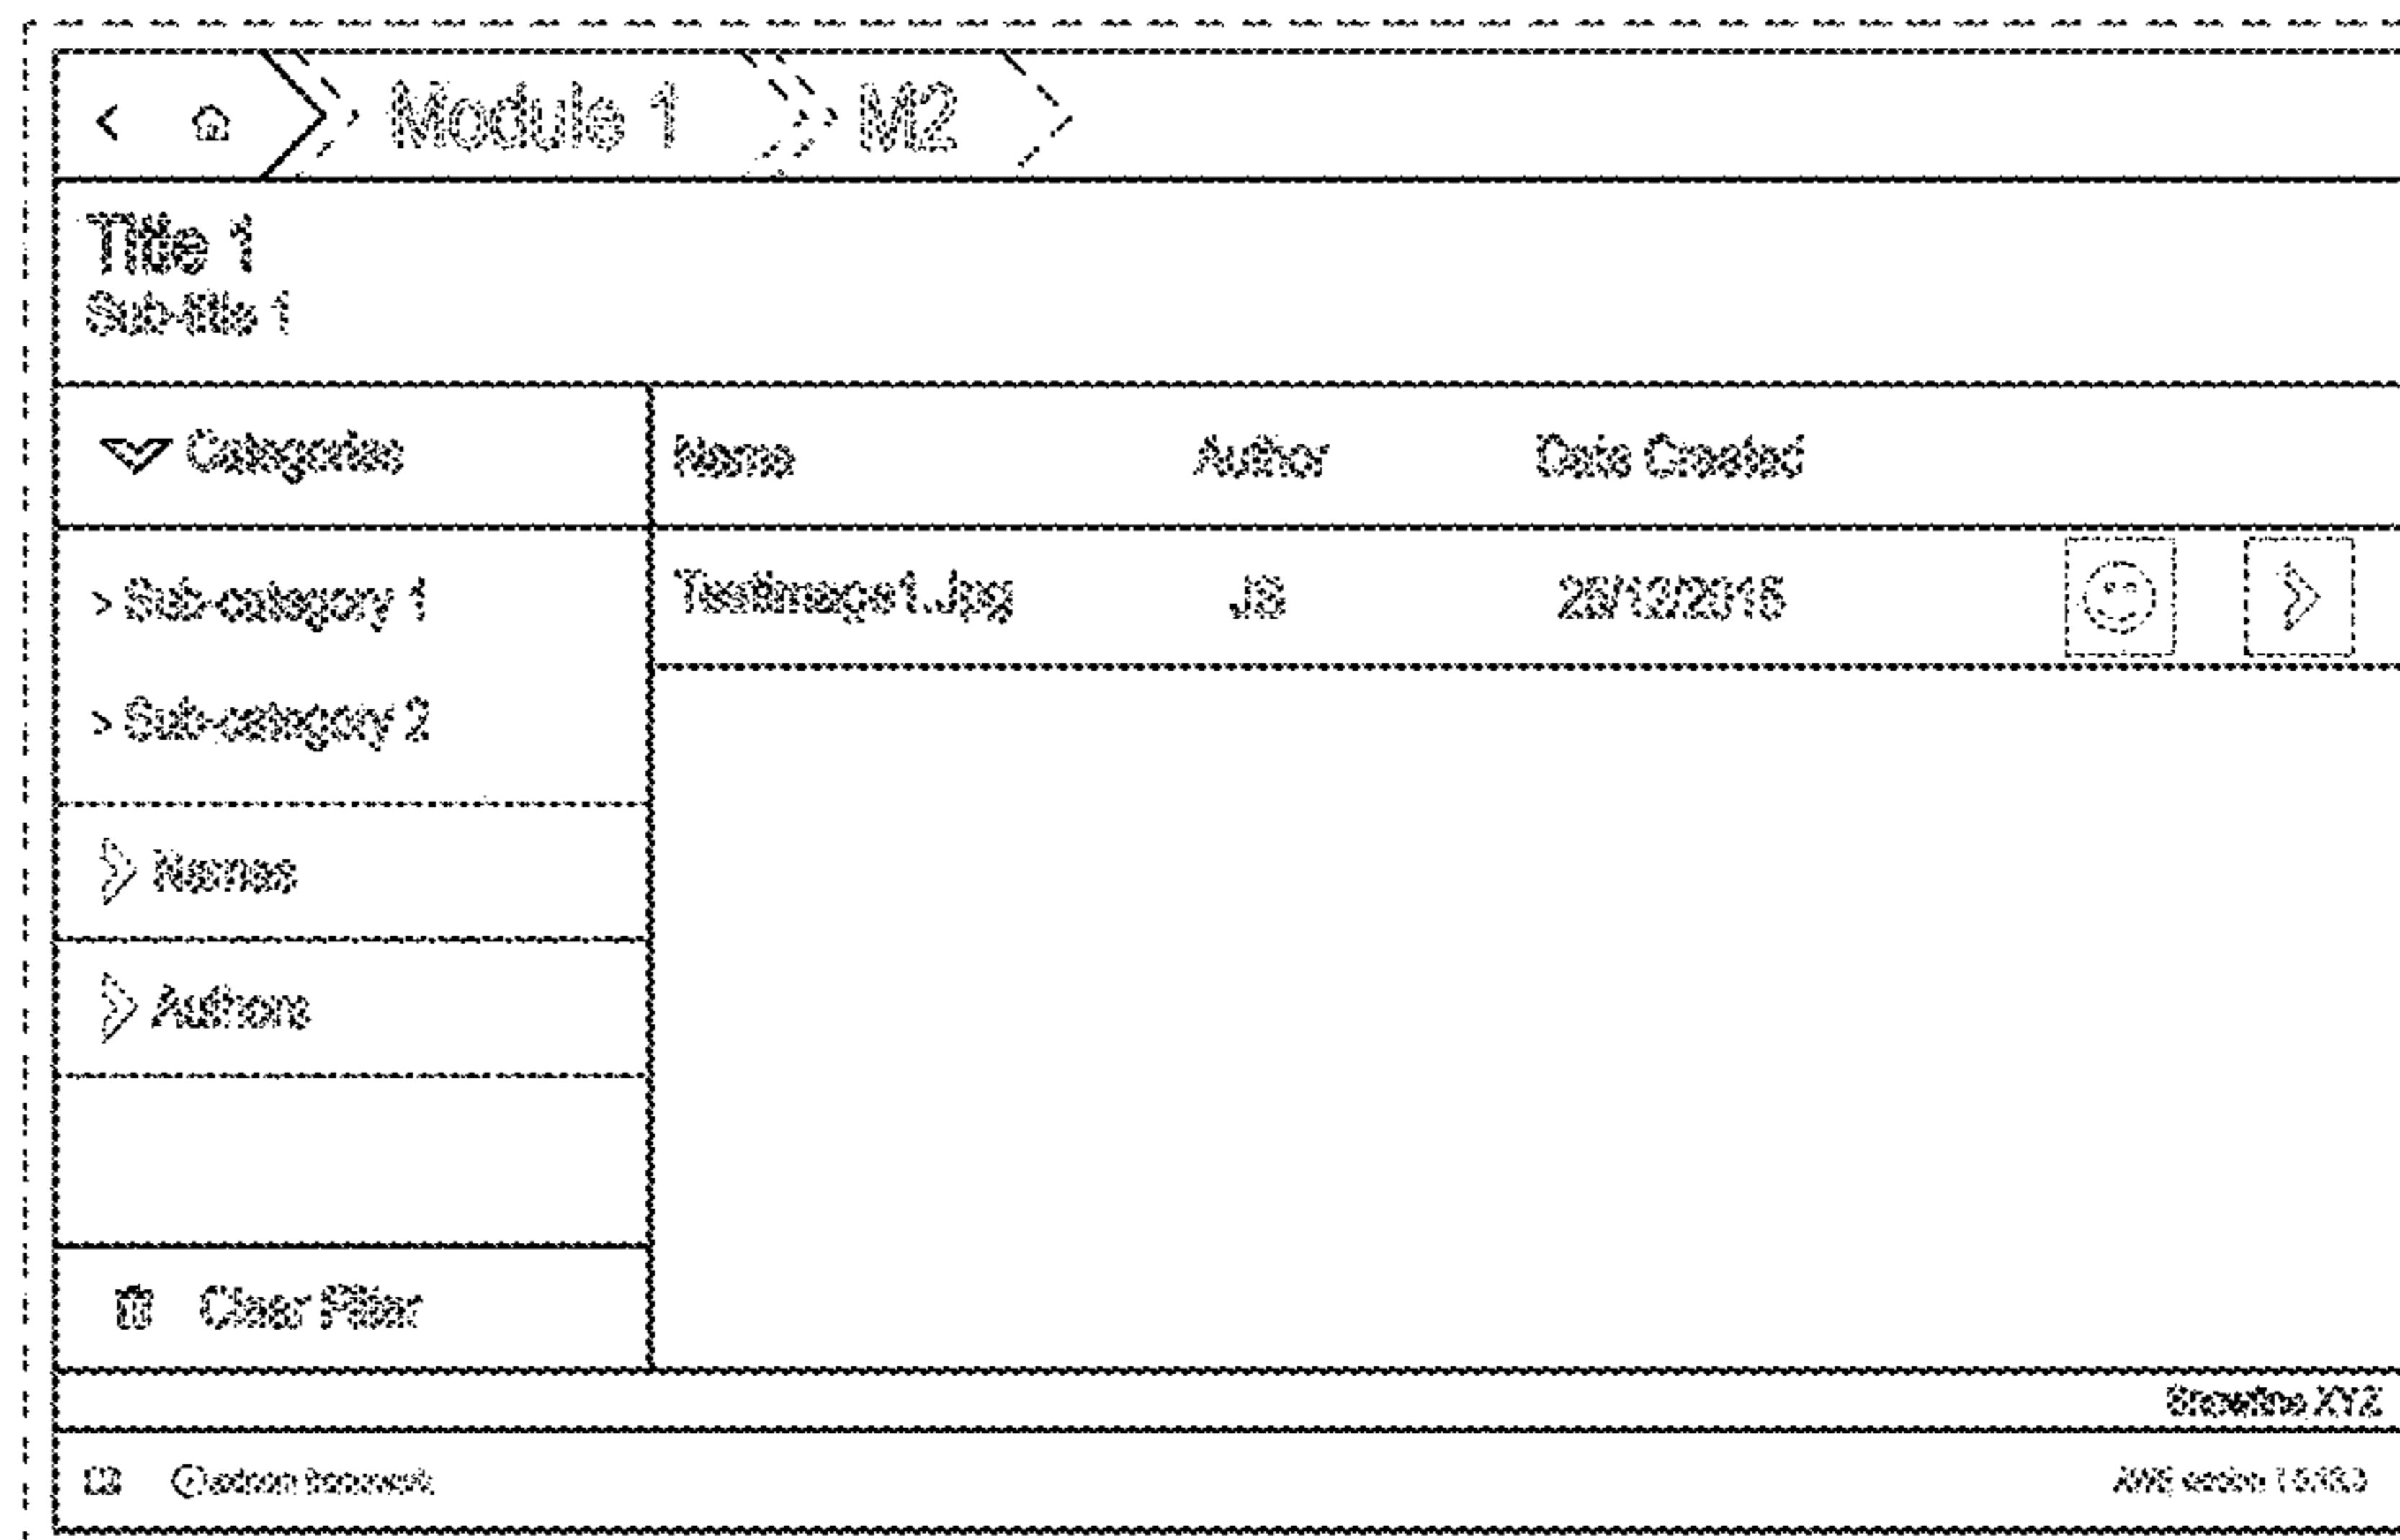 Module 1 M2
Title 1
Sub-title 1
Categories Name Author Date Created
> Sub-category 1 TestImage1.Jpg JS
> Sub-category 2
Names
Authors
Clear Filter
XYZ